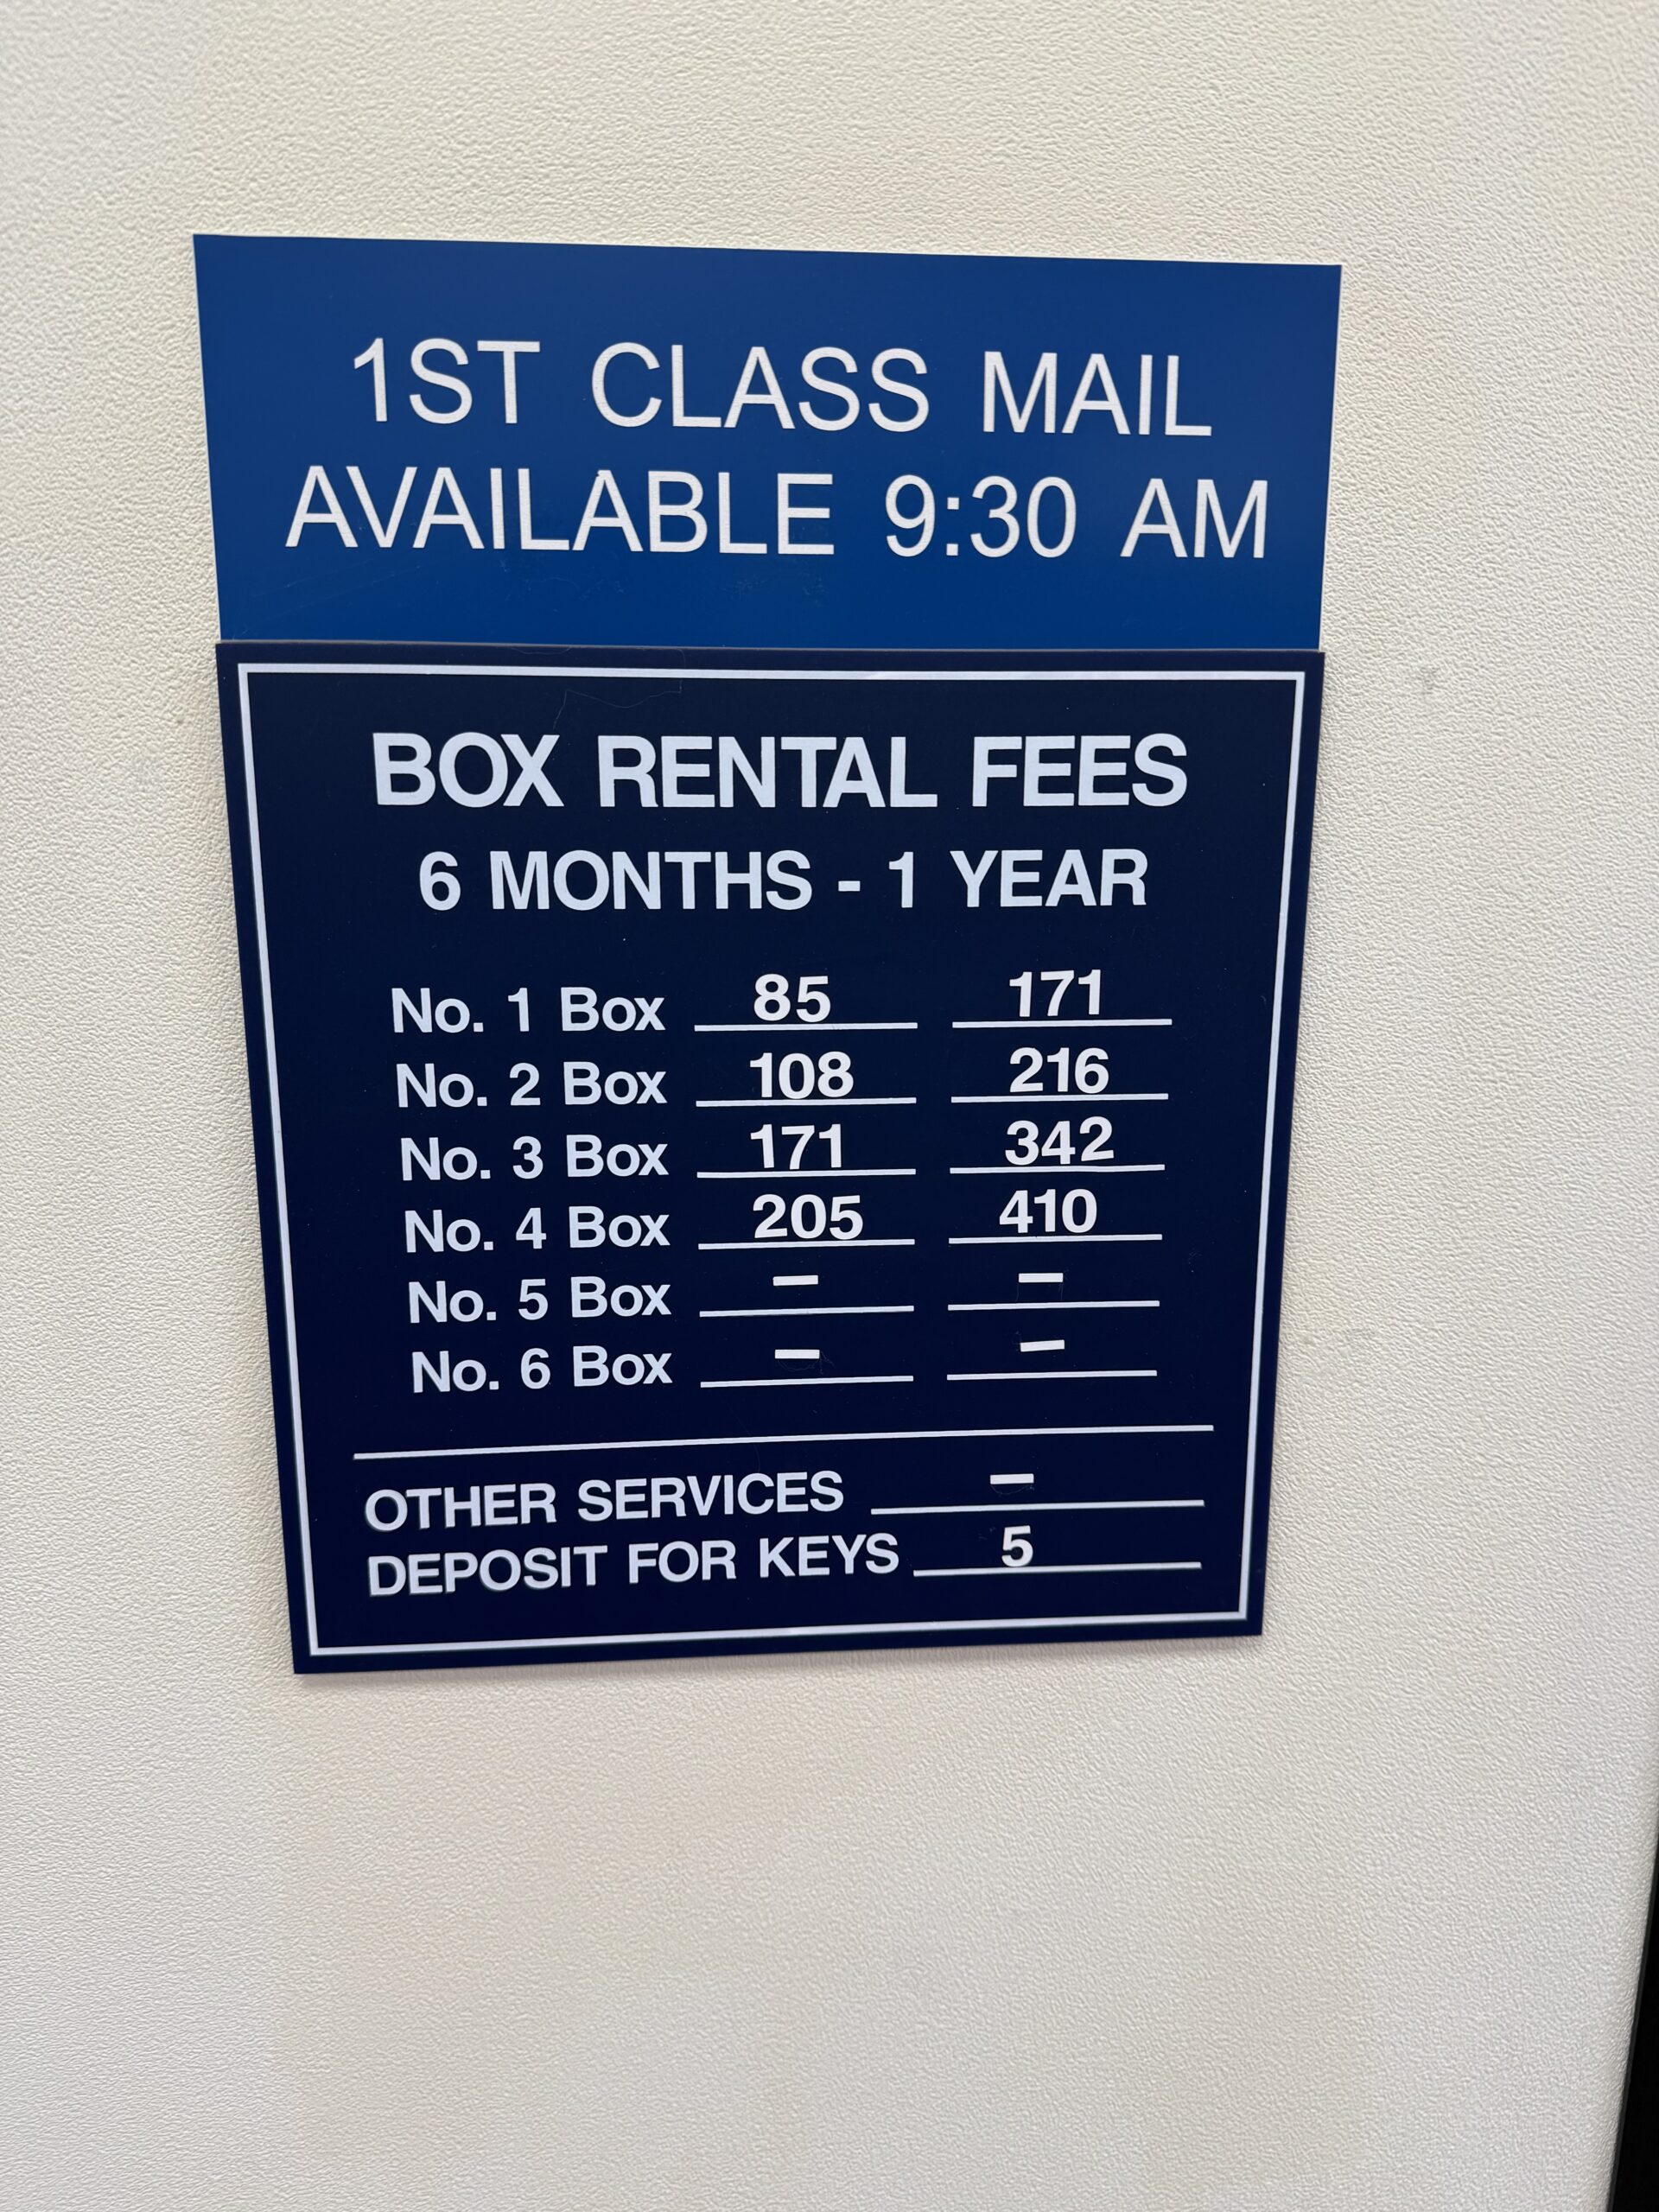 1ST CLASS MAIL
AVAILABLE 9:30 AM
BOX RENTAL FEES
6 MONTHS - 1 YEAR
No. 1 Box 85 171
No. 2 Box 108 216
No. 3 Box 171 342
No. 4 Box 205 410
No. 5 Box - -
No. 6 Box - -
OTHER SERVICES -
DEPOSIT FOR KEYS 5